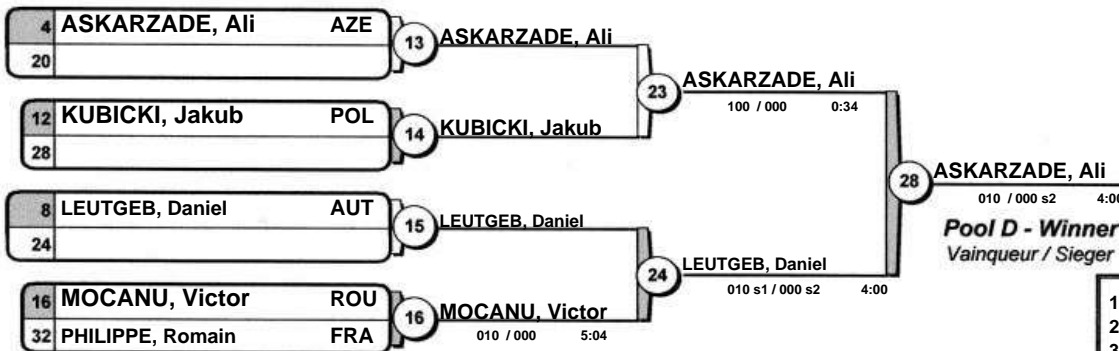 4 ASKARZADE, Ali AZE
20
13 ASKARZADE, Ali
12 KUBICKI, Jakub POL
28
14 KUBICKI, Jakub
23 ASKARZADE, Ali
100 / 000 0:34
8 LEUTGEB, Daniel AUT
24
15 LEUTGEB, Daniel
16 MOCANU, Victor ROU
32 PHILIPPE, Romain FRA
16 MOCANU, Victor
010 / 000 5:04
24 LEUTGEB, Daniel
010 s1 / 000 s2 4:00
28 ASKARZADE, Ali
010 / 000 s2 4:00
Pool D - Winner
Vainqueur / Sieger
1
2
3